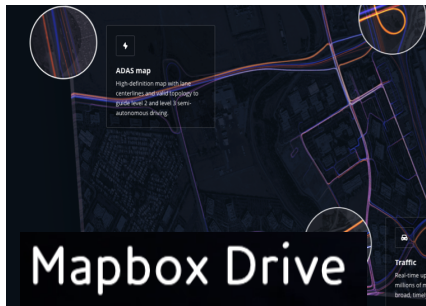 ADAS map
High-definition map with lane
centerlines and valid topology to
guide level 2 and level 3 semi-
autonomous driving.
Traffic
Real-time up
millions of m
broad, timel
Mapbox Drive